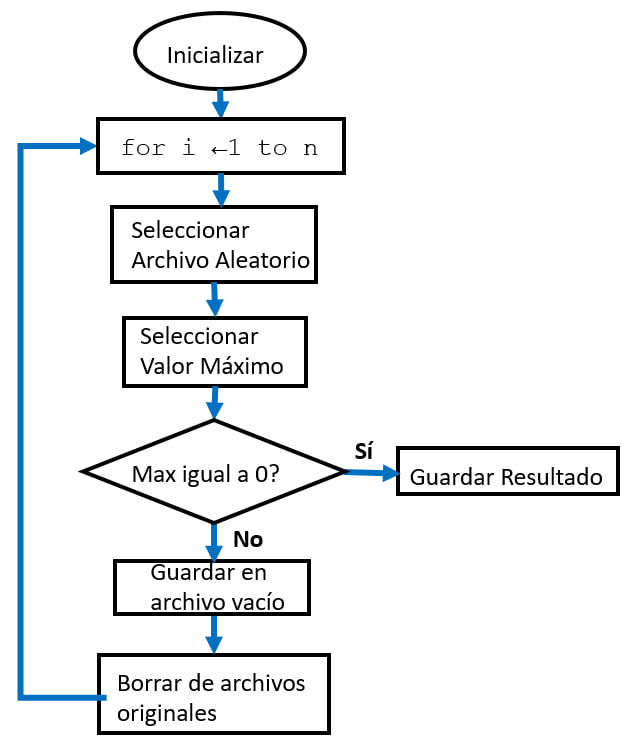 Inicializar
for i ←1 to n
Seleccionar
Archivo Aleatorio
Seleccionar
Valor Máximo
Max igual a 0?
Sí
Guardar Resultado
No
Guardar en
archivo vacío
Borrar de archivos
originales